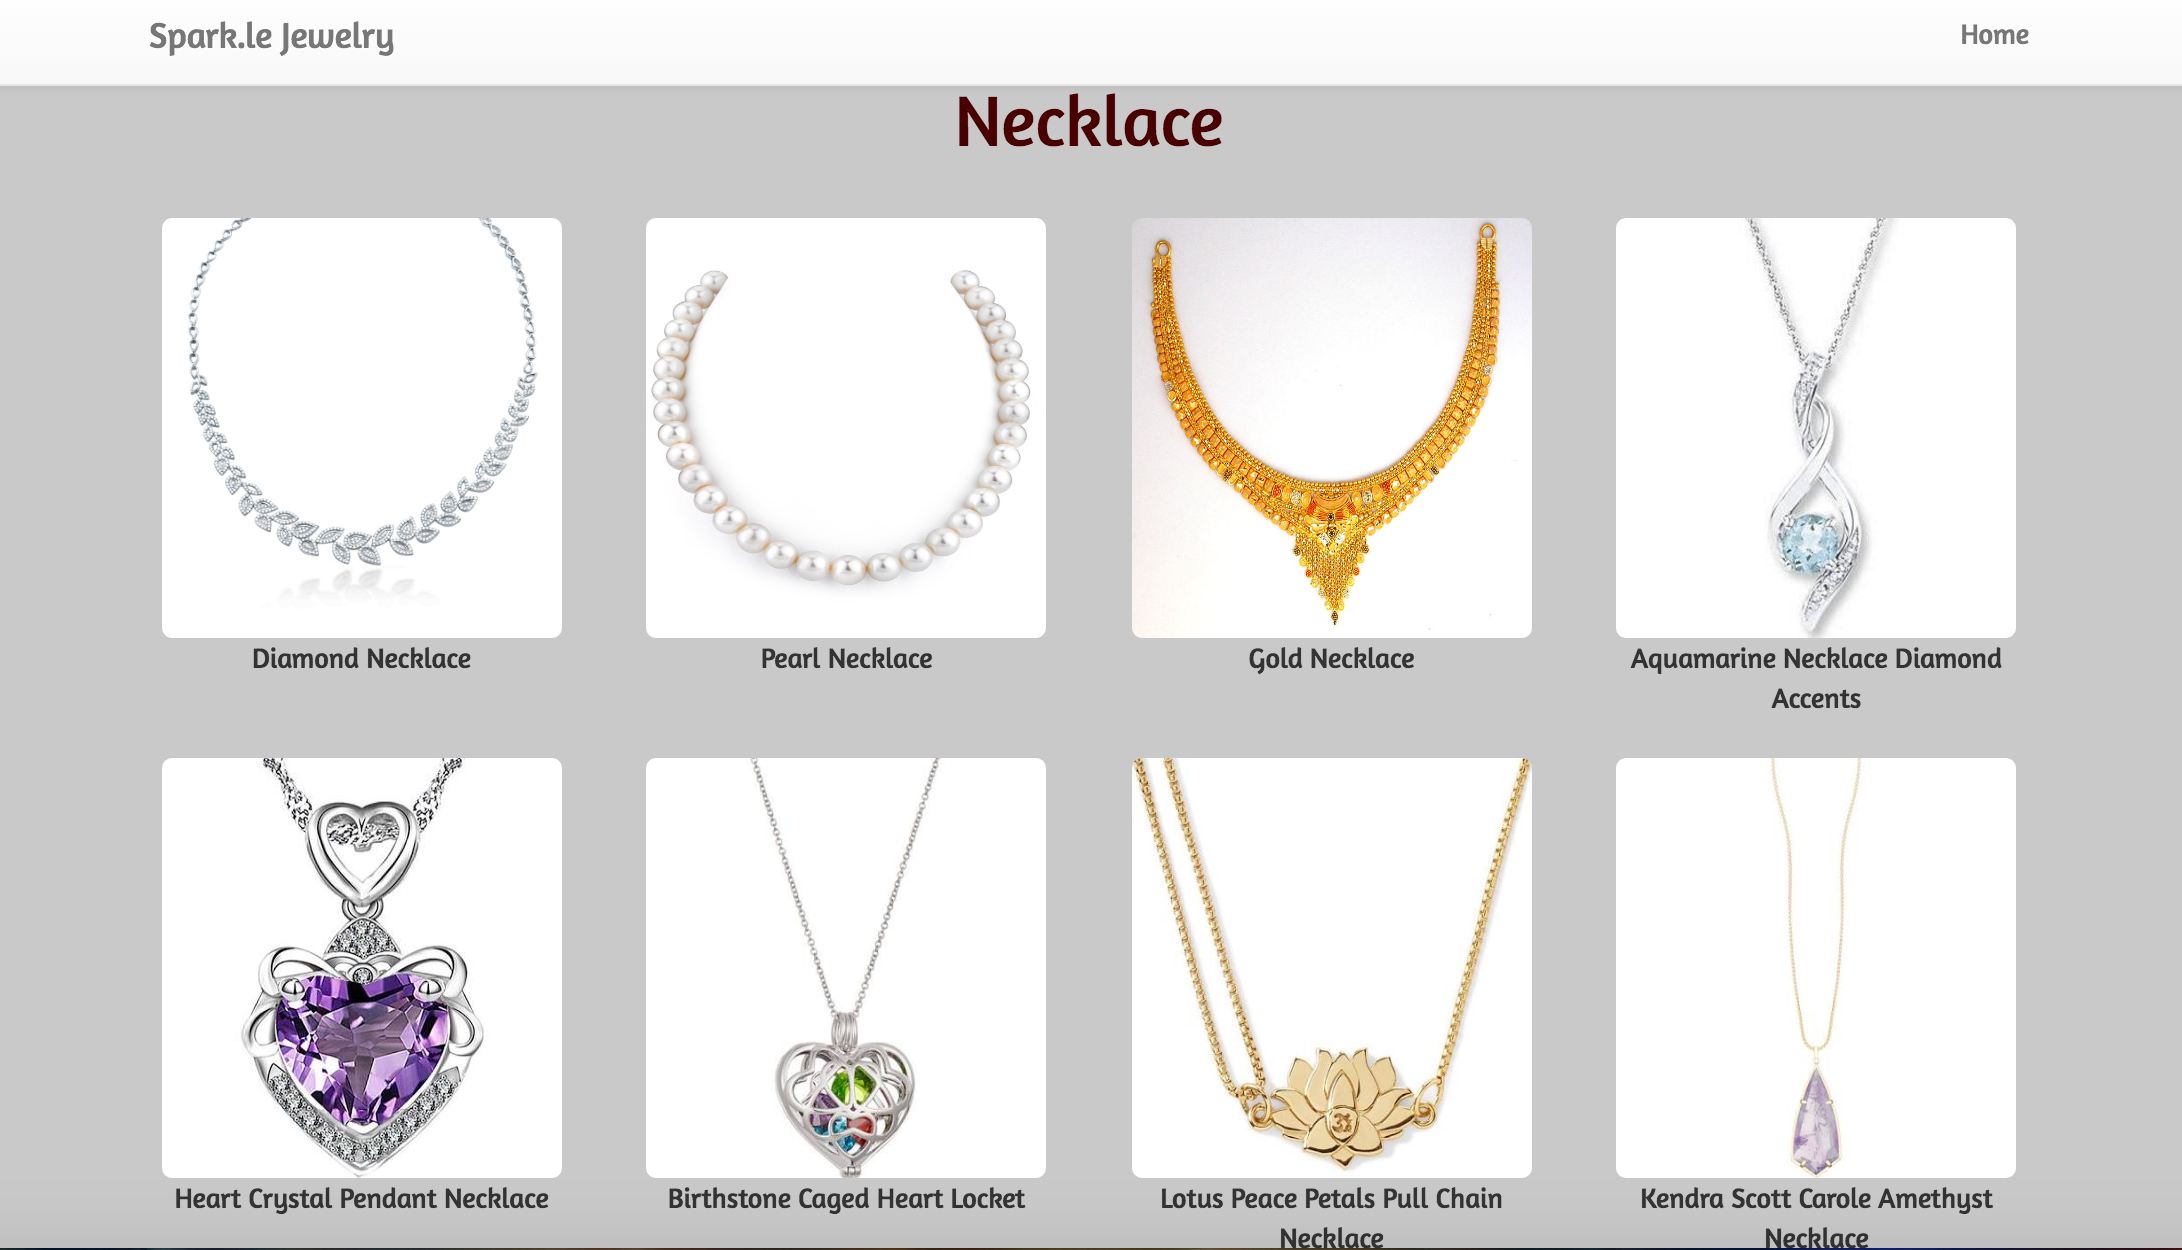 Spark.le Jewelry
Home
Necklace
Diamond Necklace
Pearl Necklace
Gold Necklace
Aquamarine Necklace Diamond
Accents
Heart Crystal Pendant Necklace
Birthstone Caged Heart Locket
Lotus Peace Petals Pull Chain
Necklace
Kendra Scott Carole Amethyst
Necklace